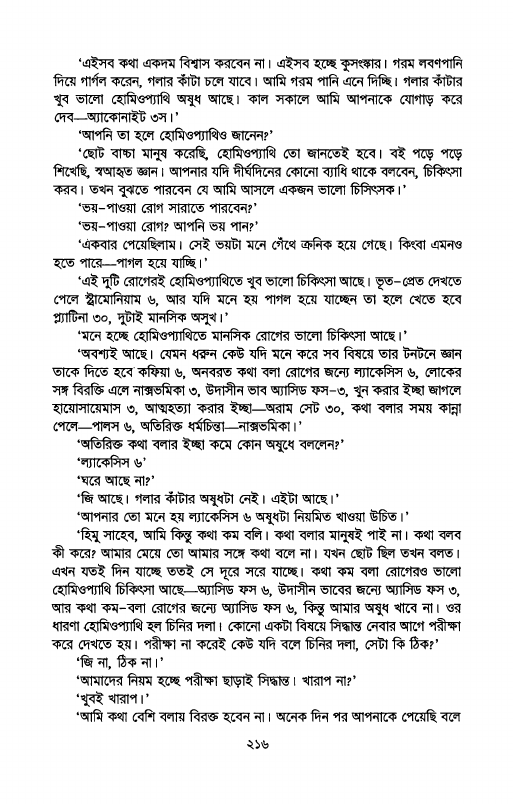 'এইসব কথা একদম বিশ্বাস করবেন না। এইসব হচ্ছে কুসংস্কার। গরম লবণপানি
দিয়ে গার্গল করেন, গলার কাঁটা চলে যাবে। আমি গরম পানি এনে দিচ্ছি। গলার কাঁটার
খুব ভালো হোমিওপ্যাথি অষুধ আছে। কাল সকালে আমি আপনাকে যোগাড় করে
দেব—অ্যাকোনাইট ৩স।'
'আপনি তা হলে হোমিওপ্যাথিও জানেন?'
'ছোট বাচ্চা মানুষ করেছি, হোমিওপ্যাথি তো জানতেই হবে। বই পড়ে পড়ে
শিখেছি, স্বআহৃত জ্ঞান। আপনার যদি দীর্ঘদিনের কোনো ব্যাধি থাকে বলবেন, চিকিৎসা
করব। তখন বুঝতে পারবেন যে আমি আসলে একজন ভালো চিসিৎসক।'
'ভয়-পাওয়া রোগ সারাতে পারবেন?'
'ভয়-পাওয়া রোগ? আপনি ভয় পান?'
'একবার পেয়েছিলাম। সেই ভয়টা মনে গেঁথে ক্রনিক হয়ে গেছে। কিংবা এমনও
হতে পারে—পাগল হয়ে যাচ্ছি।'
'এই দুটি রোগেরই হোমিওপ্যাথিতে খুব ভালো চিকিৎসা আছে। ভূত-প্রেত দেখতে
পেলে স্ট্রামোনিয়াম ৬, আর যদি মনে হয় পাগল হয়ে যাচ্ছেন তা হলে খেতে হবে
প্ল্যাটিনা ৩০, দুটাই মানসিক অসুখ।'
'মনে হচ্ছে হোমিওপ্যাথিতে মানসিক রোগের ভালো চিকিৎসা আছে।'
'অবশ্যই আছে। যেমন ধরুন কেউ যদি মনে করে সব বিষয়ে তার টনটনে জ্ঞান
তাকে দিতে হবে কফিয়া ৬, অনবরত কথা বলা রোগের জন্যে ল্যাকেসিস ৬, লোকের
সঙ্গ বিরক্তি এলে নাক্সভমিকা ৩, উদাসীন ভাব অ্যাসিড ফস-৩, খুন করার ইচ্ছা জাগলে
হায়োসায়েমাস ৩, আত্মহত্যা করার ইচ্ছা—অরাম সেট ৩০, কথা বলার সময় কান্না
পেলে—পালস ৬, অতিরিক্ত ধর্মচিন্তা—নাক্সভমিকা।'
'অতিরিক্ত কথা বলার ইচ্ছা কমে কোন অষুধে বললেন?'
'ল্যাকেসিস ৬'
'ঘরে আছে না?'
'জি আছে। গলার কাঁটার অষুধটা নেই। এইটা আছে।'
'আপনার তো মনে হয় ল্যাকেসিস ৬ অষুধটা নিয়মিত খাওয়া উচিত।'
'হিমু সাহেব, আমি কিন্তু কথা কম বলি। কথা বলার মানুষই পাই না। কথা বলব
কী করে? আমার মেয়ে তো আমার সঙ্গে কথা বলে না। যখন ছোট ছিল তখন বলত।
এখন যতই দিন যাচ্ছে ততই সে দূরে সরে যাচ্ছে। কথা কম বলা রোগেরও ভালো
হোমিওপ্যাথি চিকিৎসা আছে—অ্যাসিড ফস ৬, উদাসীন ভাবের জন্যে অ্যাসিড ফস ৩,
আর কথা কম-বলা রোগের জন্যে অ্যাসিড ফস ৬, কিন্তু আমার অষুধ খাবে না। ওর
ধারণা হোমিওপ্যাথি হল চিনির দলা। কোনো একটা বিষয়ে সিদ্ধান্ত নেবার আগে পরীক্ষা
করে দেখতে হয়। পরীক্ষা না করেই কেউ যদি বলে চিনির দলা, সেটা কি ঠিক?'
'জি না, ঠিক না।'
'আমাদের নিয়ম হচ্ছে পরীক্ষা ছাড়াই সিদ্ধান্ত। খারাপ না?'
'খুবই খারাপ।'
'আমি কথা বেশি বলায় বিরক্ত হবেন না। অনেক দিন পর আপনাকে পেয়েছি বলে
২১৬